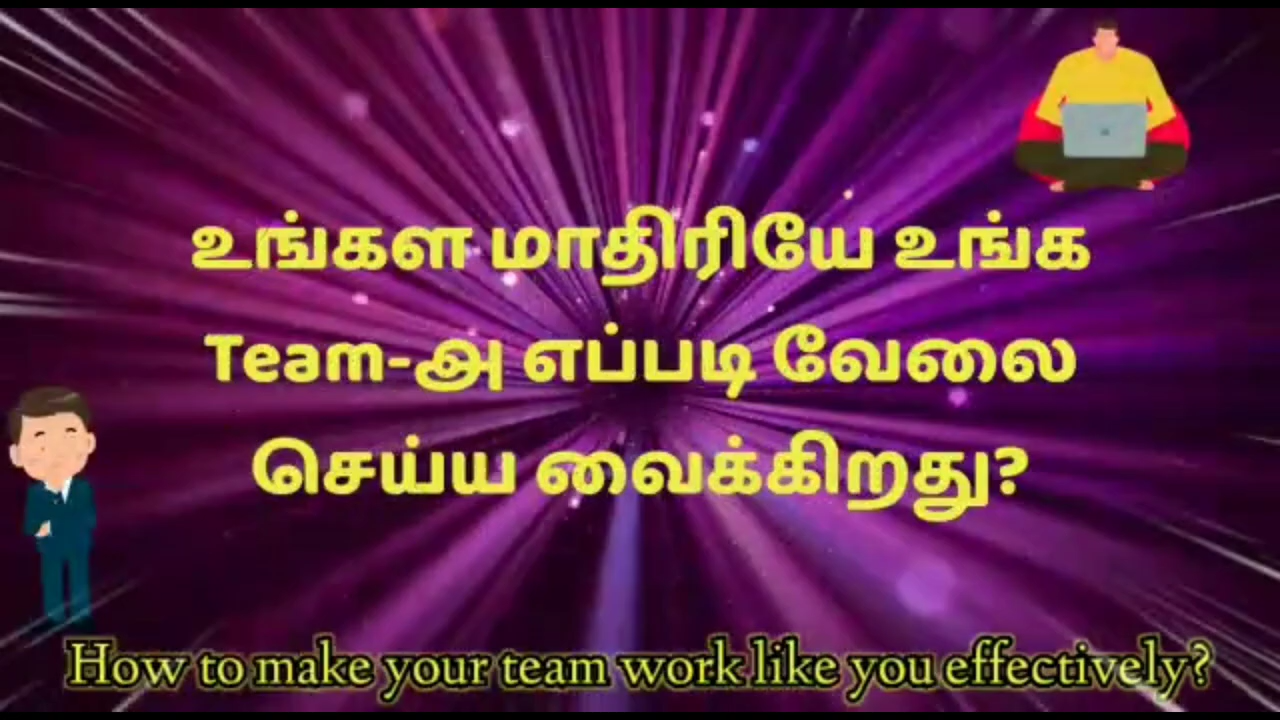 உங்கள மாதிரியே உங்க
Team-அ எப்படி வேலை
செய்ய வைக்கிறது?
How to make your team work like you effectively?